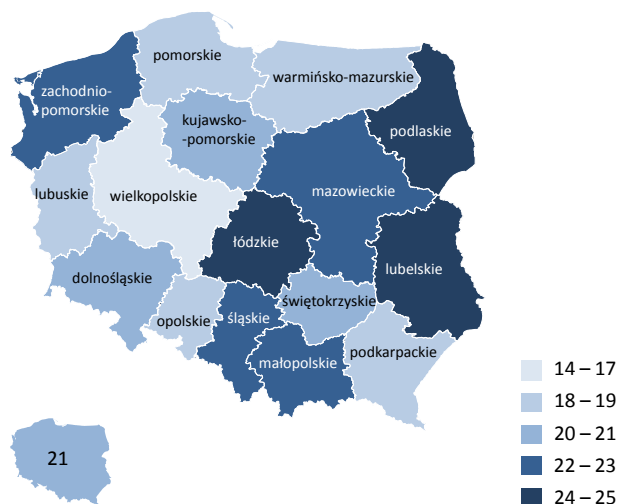 pomorskie
warmińsko-mazurskie
zachodnio-
pomorskie
kujawsko-
-pomorskie
podlaskie
lubuskie
wielkopolskie
mazowieckie
łódzkie
lubelskie
dolnośląskie
świętokrzyskie
opolskie
śląskie
podkarpackie
małopolskie
14 – 17
18 – 19
20 – 21
22 – 23
24 – 25
21